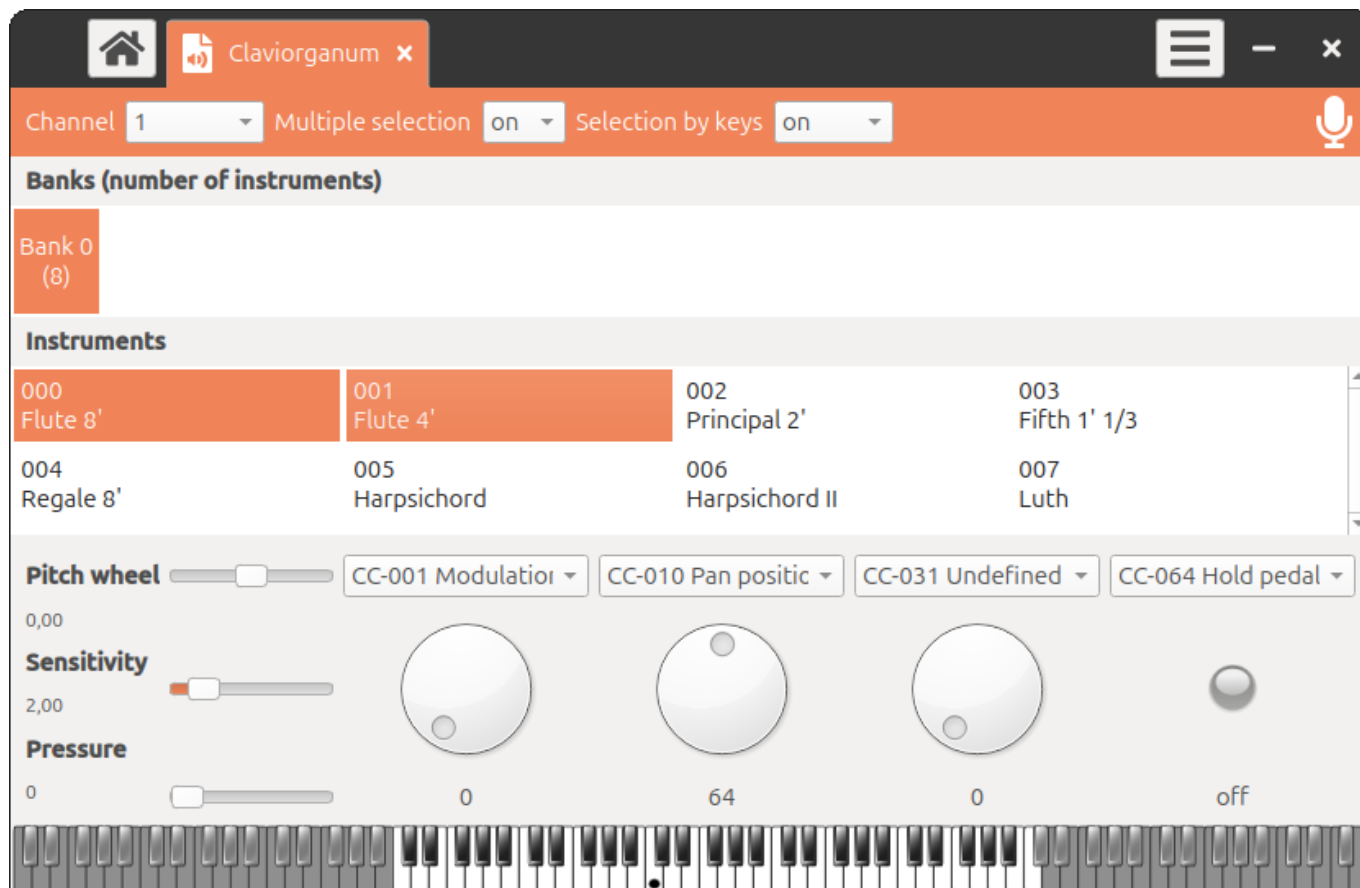 Claviorganum
Channel 1 Multiple selection on Selection by keys on
Banks (number of instruments)
Bank 0
(8)
Instruments
000 001 002 003
Flute 8' Flute 4' Principal 2' Fifth 1' 1/3
004 005 006 007
Regale 8' Harpsichord Harpsichord II Luth
Pitch wheel CC-001 Modulation CC-010 Pan positic CC-031 Undefined CC-064 Hold pedal
0,00
Sensitivity
2,00
Pressure
0 0 64 0 off